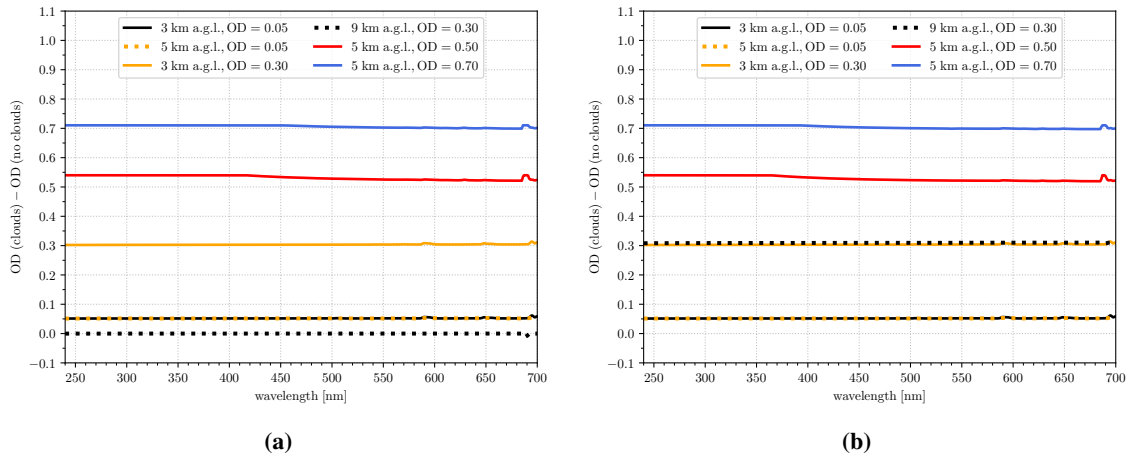 3 km a.g.l., OD = 0.05
5 km a.g.l., OD = 0.05
3 km a.g.l., OD = 0.30
9 km a.g.l., OD = 0.30
5 km a.g.l., OD = 0.50
5 km a.g.l., OD = 0.70
OD (clouds) − OD (no clouds)
1.1
1.0
0.9
0.8
0.7
0.6
0.5
0.4
0.3
0.2
0.1
0.0
−0.1
250 300 350 400 450 500 550 600 650 700
wavelength [nm]
(a)
3 km a.g.l., OD = 0.05
5 km a.g.l., OD = 0.05
3 km a.g.l., OD = 0.30
9 km a.g.l., OD = 0.30
5 km a.g.l., OD = 0.50
5 km a.g.l., OD = 0.70
OD (clouds) − OD (no clouds)
1.1
1.0
0.9
0.8
0.7
0.6
0.5
0.4
0.3
0.2
0.1
0.0
−0.1
250 300 350 400 450 500 550 600 650 700
wavelength [nm]
(b)